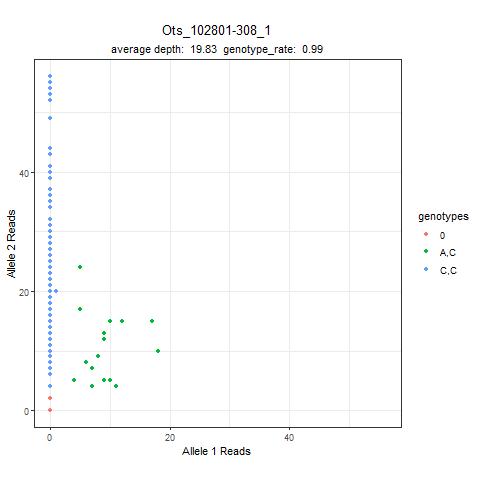 Ots_102801-308_1
average depth: 19.83 genotype_rate: 0.99
Allele 2 Reads
40
20
0
0 20 40
Allele 1 Reads
genotypes
0
A,C
C,C